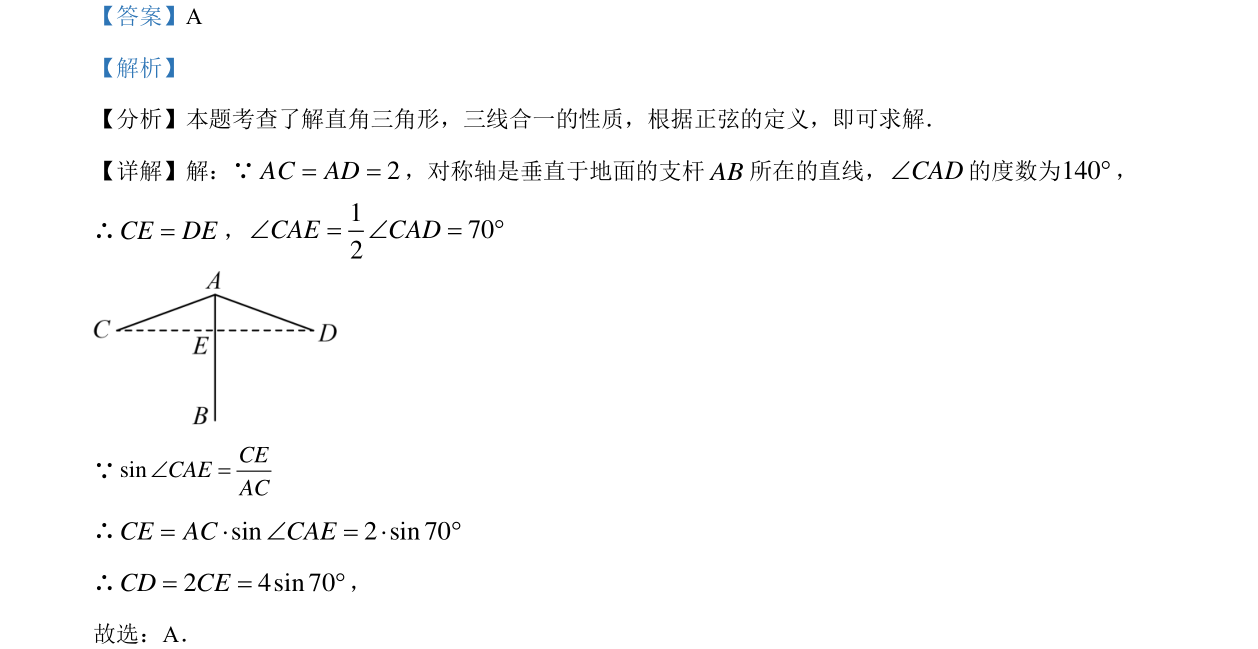 【答案】A
【解析】
【分析】本题考查了解直角三角形，三线合一的性质，根据正弦的定义，即可求解．
【详解】解：∵ AC = AD = 2，对称轴是垂直于地面的支杆 AB 所在的直线，∠CAD 的度数为140°，
∴ CE = DE，∠CAE = 1/2 ∠CAD = 70°
A
C
D
E
B
∵ sin∠CAE = CE/AC
∴ CE = AC·sin∠CAE = 2·sin70°
∴ CD = 2CE = 4sin70°，
故选：A．